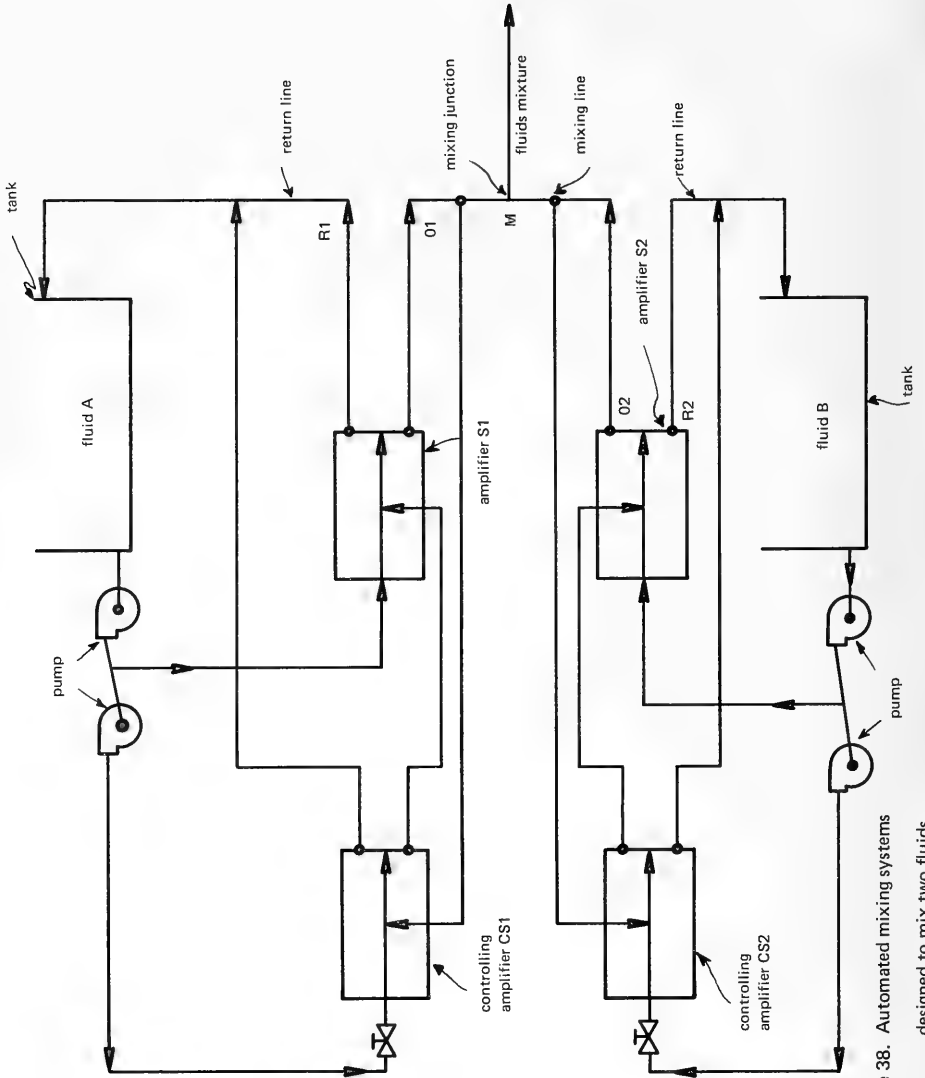 tank
fluid A
return line
pump
R1
01
mixing junction
fluids mixture
M
mixing line
amplifier S1
controlling
amplifier CS1
02
amplifier S2
R2
return line
fluid B
tank
pump
controlling
amplifier CS2
38. Automated mixing systems
designed to mix two fluids